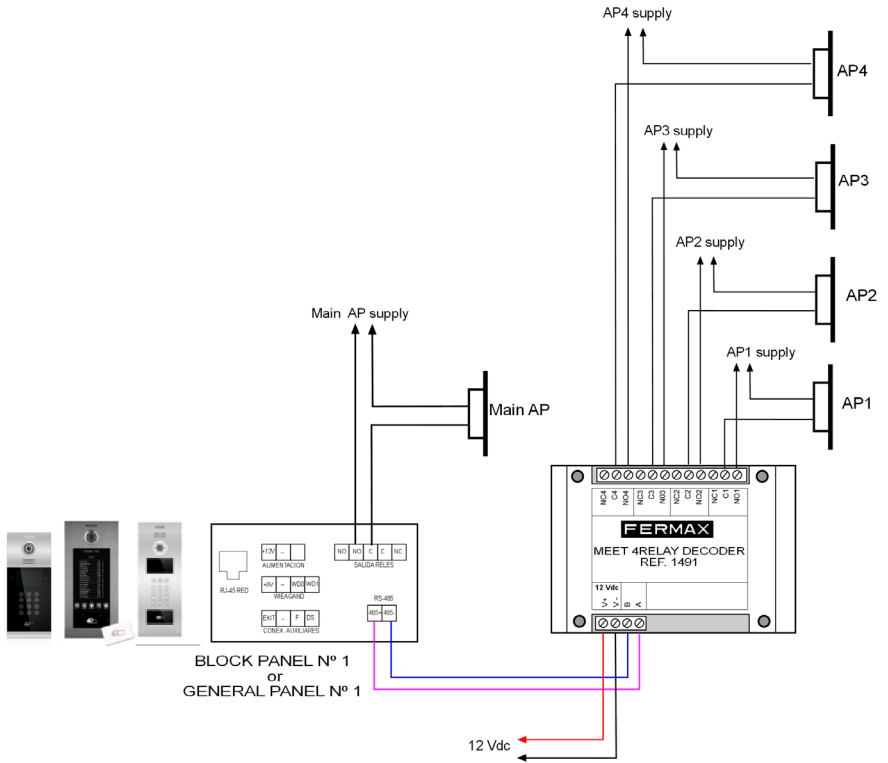 AP4 supply
AP4
AP3 supply
AP3
AP2 supply
AP2
AP1 supply
AP1
Main AP supply
Main AP
NC4 C4 NO4 NC3 C3 N03 NC2 C2 NO2 NC1 C1 NO1
FERMAX
MEET 4RELAY DECODER
REF. 1491
12 Vdc
V+ V- B A
+12V -
ALIMENTACIÓN
NO NO C C NC
SALIDA RELES
RJ-45 RED
+5V - WD0 WD1
WIEAGAND
RS-485
485+ 485-
EXIT - F DS
CONEX. AUXILIARES
BLOCK PANEL Nº 1
or
GENERAL PANEL Nº 1
12 Vdc